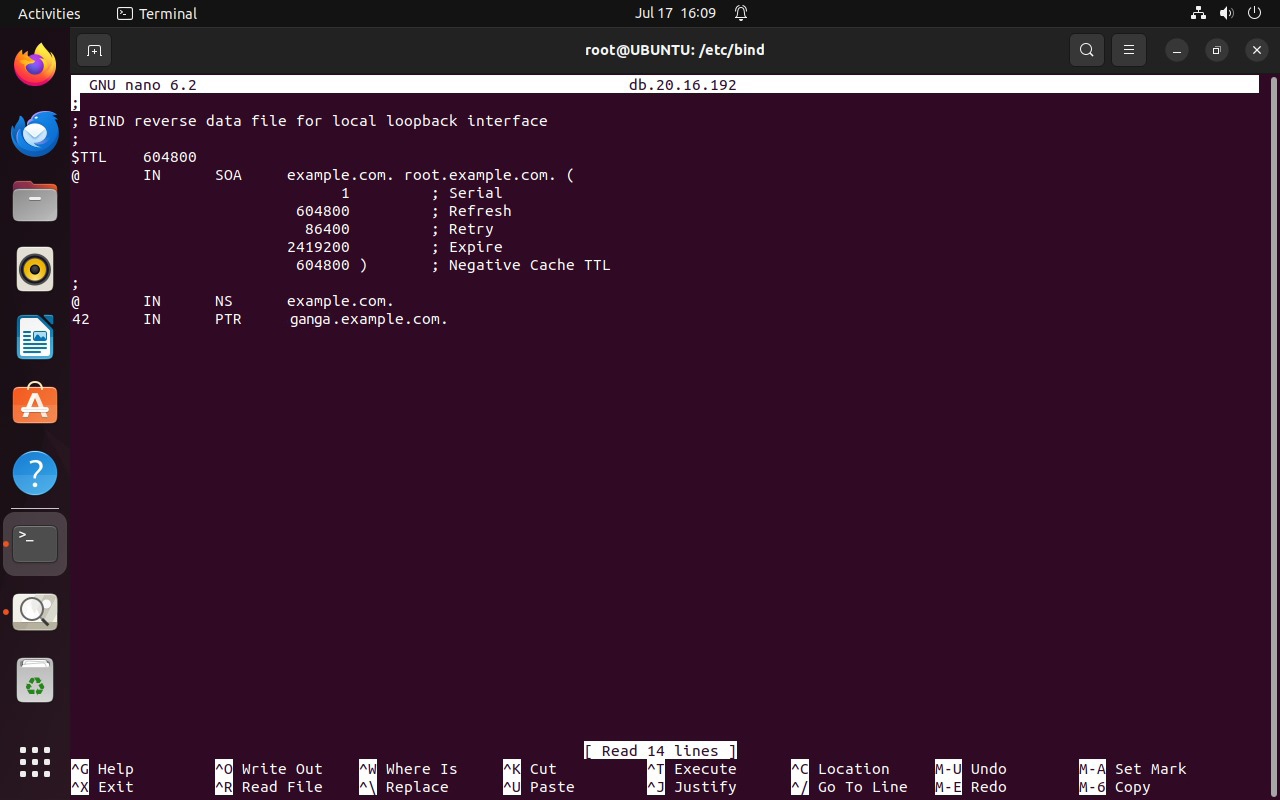 Activities Terminal Jul 17 16:09
root@UBUNTU: /etc/bind
GNU nano 6.2 db.20.16.192
;
; BIND reverse data file for local loopback interface
;
$TTL 604800
@ IN SOA example.com. root.example.com. (
1 ; Serial
604800 ; Refresh
86400 ; Retry
2419200 ; Expire
604800 ) ; Negative Cache TTL
;
@ IN NS example.com.
42 IN PTR ganga.example.com.
[ Read 14 lines ]
^G Help ^O Write Out ^W Where Is ^K Cut ^T Execute ^C Location M-U Undo M-A Set Mark
^X Exit ^R Read File ^\ Replace ^U Paste ^J Justify ^/ Go To Line M-E Redo M-6 Copy